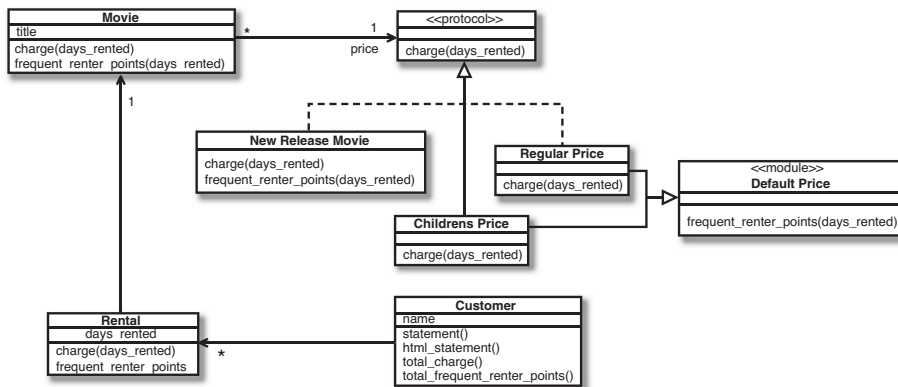 Movie
title
charge(days_rented)
frequent_renter_points(days_rented)
*
1
price
<<protocol>>
charge(days_rented)
1
New Release Movie
charge(days_rented)
frequent_renter_points(days_rented)
Regular Price
charge(days_rented)
<<module>>
Default Price
frequent_renter_points(days_rented)
Childrens Price
charge(days_rented)
Rental
days_rented
charge(days_rented)
frequent_renter_points
*
Customer
name
statement()
html_statement()
total_charge()
total_frequent_renter_points()